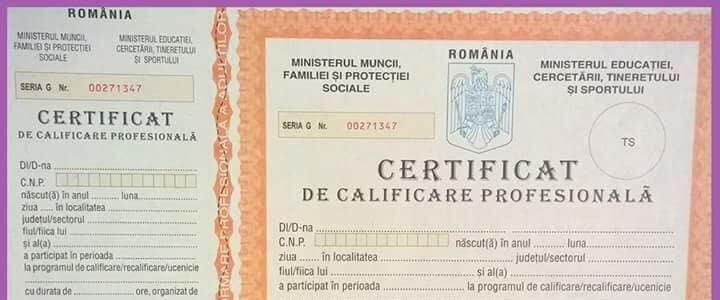 ROMÂNIA
MINISTERUL MUNCII,
FAMILIEI ȘI PROTECȚIEI
SOCIALE
MINISTERUL EDUCAȚIEI,
CERCETĂRII, TINERETULUI
ȘI SPORTULUI
SERIA G Nr. 00271347
CERTIFICAT
DE CALIFICARE PROFESIONALĂ
Dl/D-na
C.N.P.
născut(ă) în anul luna
ziua în localitatea
județul/sectorul
fiul/fiica lui
și al(a)
a participat în perioada
la programul de calificare/recalificare/ucenicie
cu durata de ore, organizat de
ROMÂNIA
MINISTERUL MUNCII,
FAMILIEI ȘI PROTECȚIEI
SOCIALE
MINISTERUL EDUCAȚIEI,
CERCETĂRII, TINERETULUI
ȘI SPORTULUI
SERIA G Nr. 00271347
TS
CERTIFICAT
DE CALIFICARE PROFESIONALĂ
Dl/D-na
C.N.P. născut(ă) în anul luna
ziua în localitatea județul/sectorul
fiul/fiica lui și al(a)
a participat în perioada la programul de calificare/recalificare/ucenicie